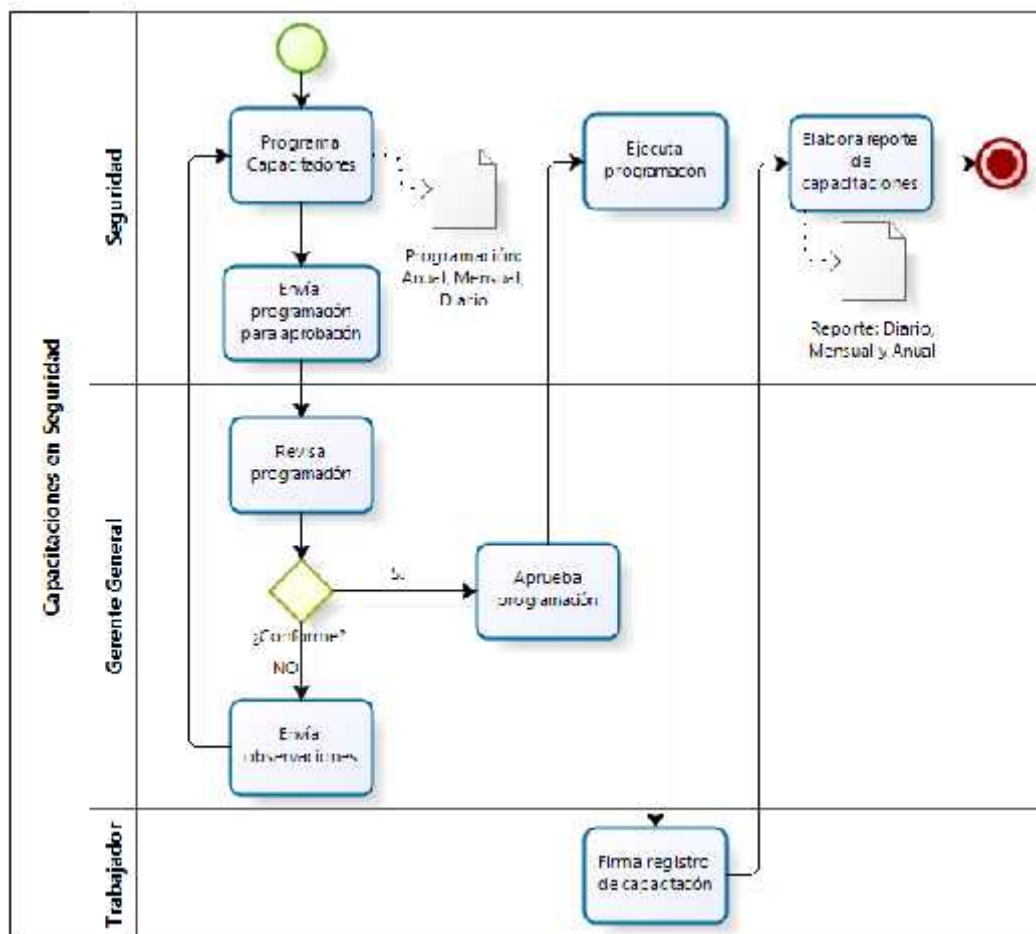 Capacitaciones en Seguridad
Seguridad
Programa
Capacitaciones
Programación:
Anual, Mensual,
Diario
Envía
programación
para aprobación
Ejecuta
programación
Elabora reporte
de
capacitaciones
Reporte: Diario,
Mensual y Anual
Gerente General
Revisa
programación
¿Conforme?
Si
NO
Aprueba
programación
Envía
observaciones
Trabajador
Firma registro
de capacitación